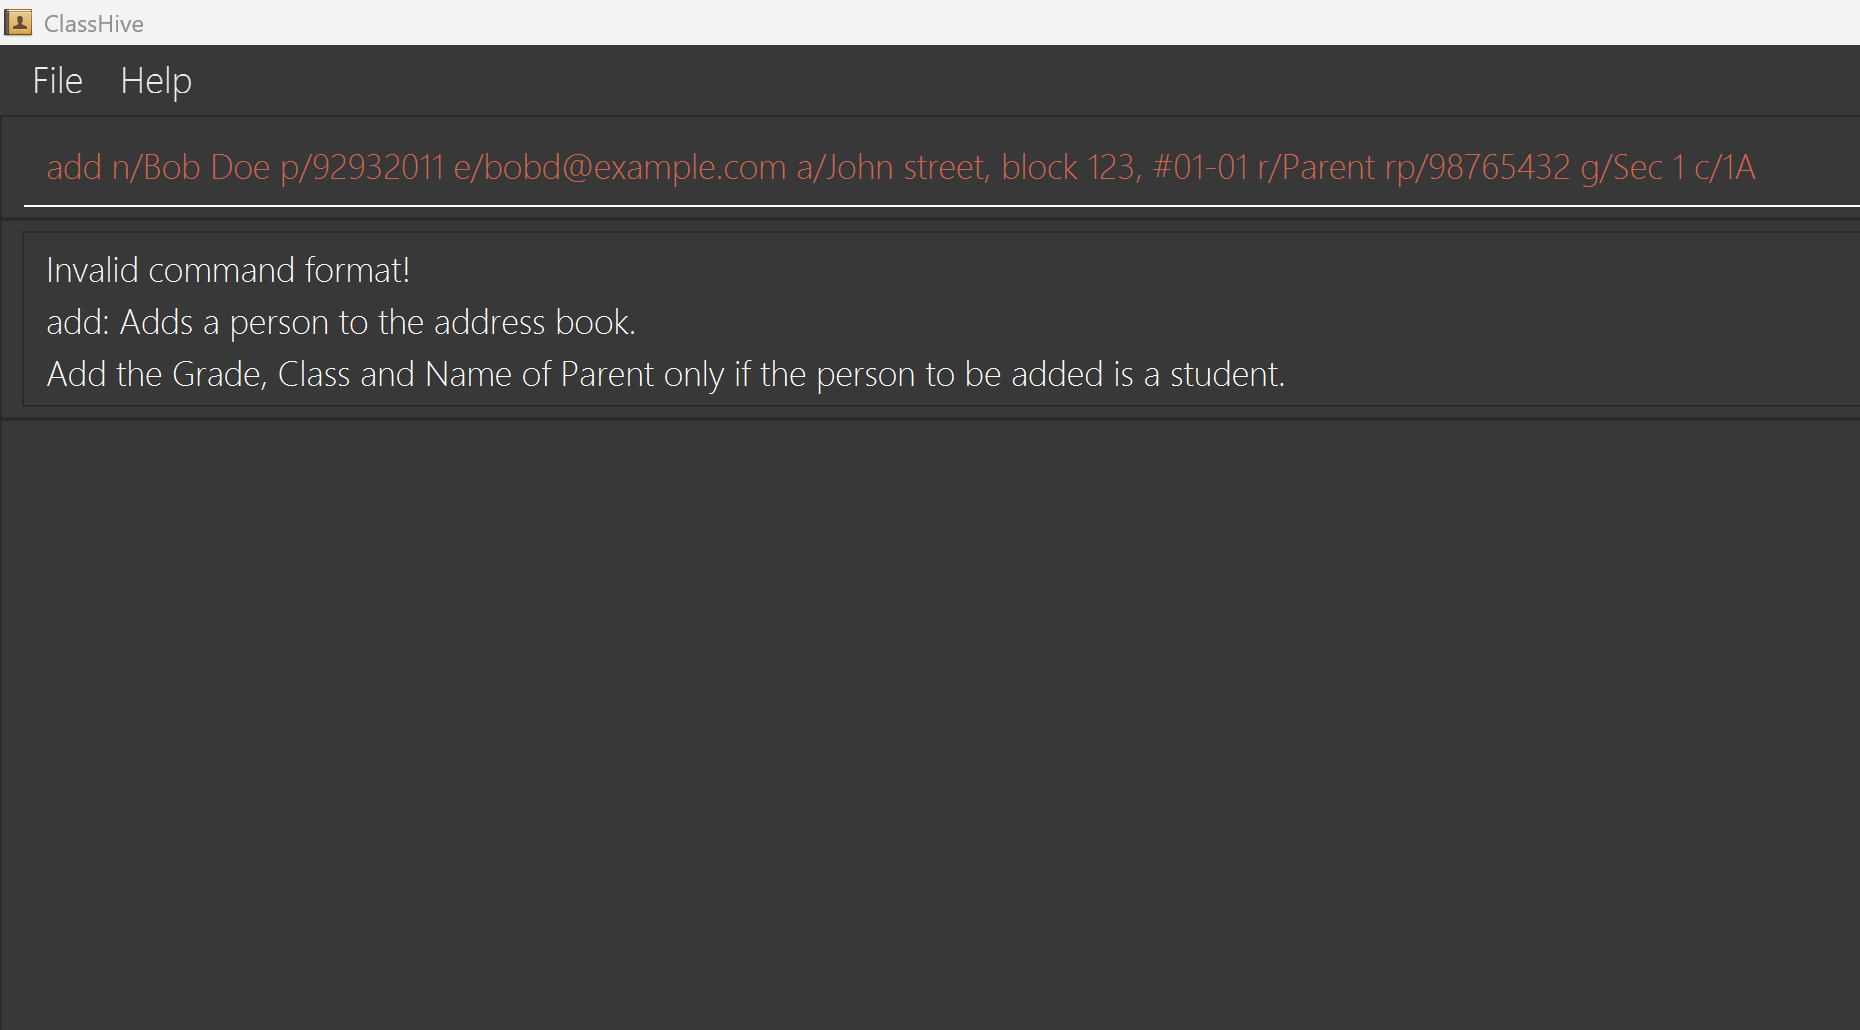 ClassHive
File Help
add n/Bob Doe p/92932011 e/bobd@example.com a/John street, block 123, #01-01 r/Parent rp/98765432 g/Sec 1 c/1A
Invalid command format!
add: Adds a person to the address book.
Add the Grade, Class and Name of Parent only if the person to be added is a student.